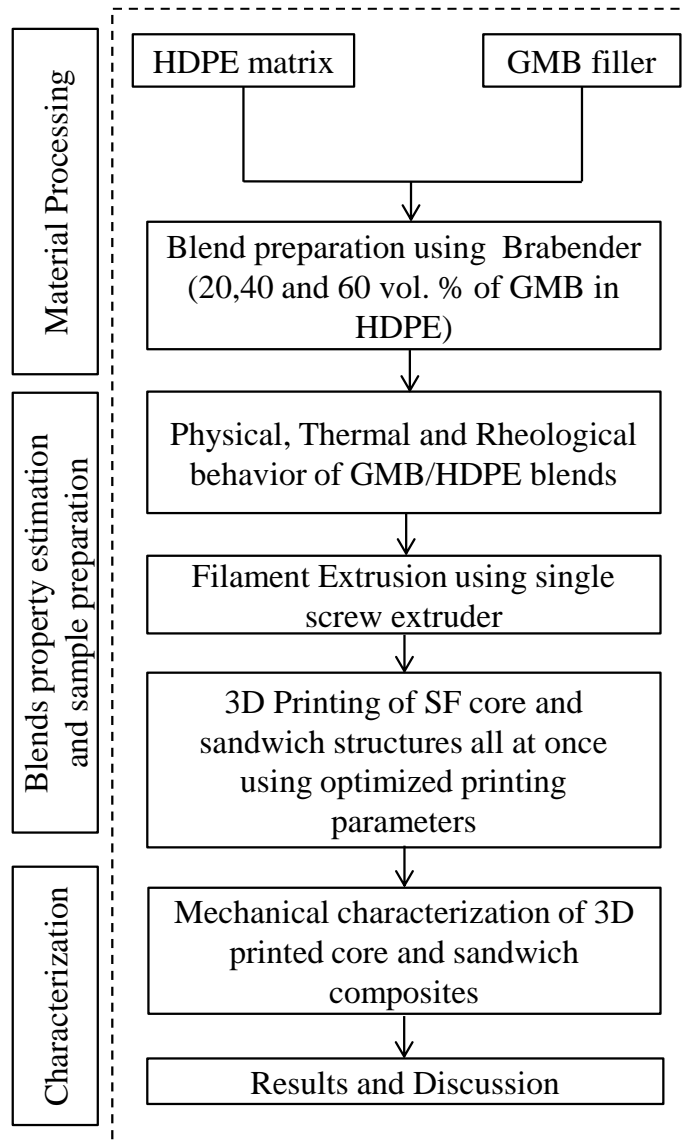 HDPE matrix
GMB filler
Material Processing
Blend preparation using Brabender
(20,40 and 60 vol. % of GMB in
HDPE)
Blends property estimation
and sample preparation
Physical, Thermal and Rheological
behavior of GMB/HDPE blends
Filament Extrusion using single
screw extruder
3D Printing of SF core and
sandwich structures all at once
using optimized printing
parameters
Characterization
Mechanical characterization of 3D
printed core and sandwich
composites
Results and Discussion